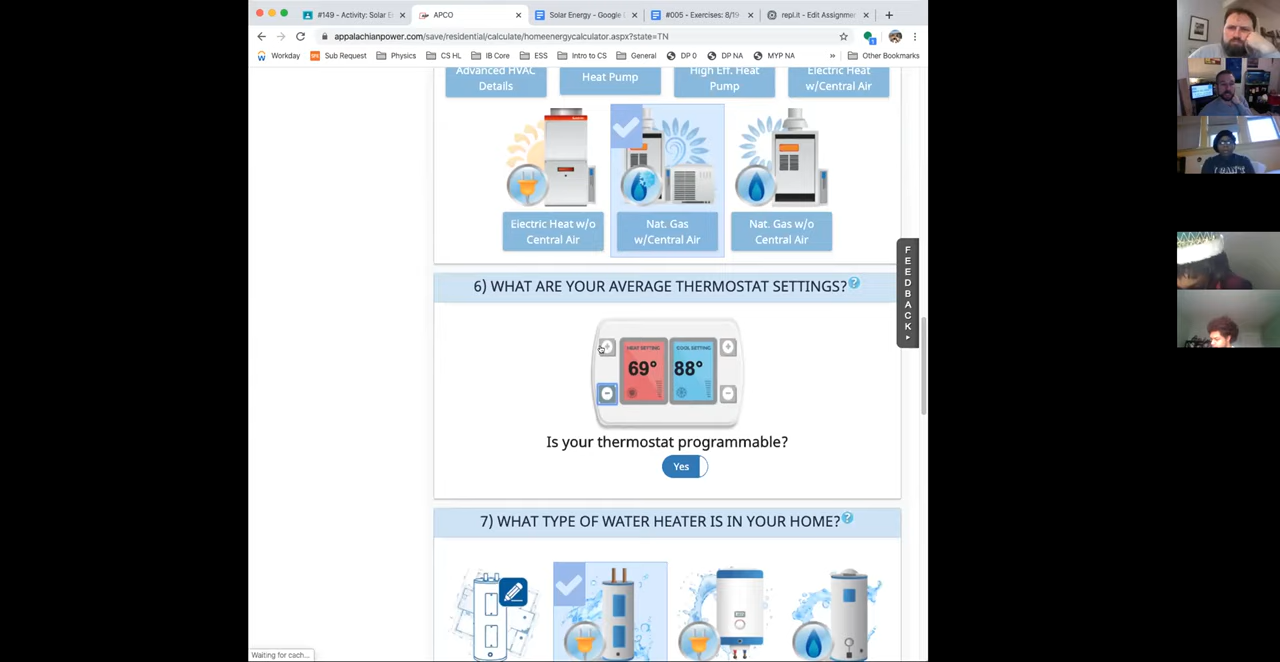 #149 - Activity: Solar E
APCO
Solar Energy - Google
#005 - Exercises: 8/19
repl.it - Edit Assignme
appalachianpower.com/save/residential/calculate/homeenergycalculator.aspx?state=TN
Workday
Sub Request
Physics
CS HL
IB Core
ESS
Intro to CS
General
DP 0
DP NA
MYP NA
»
Other Bookmarks
Advanced HVAC
Details
Heat Pump
High Eff. Heat
Pump
Electric Heat
w/Central Air
Electric Heat w/o
Central Air
Nat. Gas
w/Central Air
Nat. Gas w/o
Central Air
FEEDBACK
6) WHAT ARE YOUR AVERAGE THERMOSTAT SETTINGS?
HEAT SETTING
COOL SETTING
69°
88°
Is your thermostat programmable?
Yes
7) WHAT TYPE OF WATER HEATER IS IN YOUR HOME?
Waiting for cach...